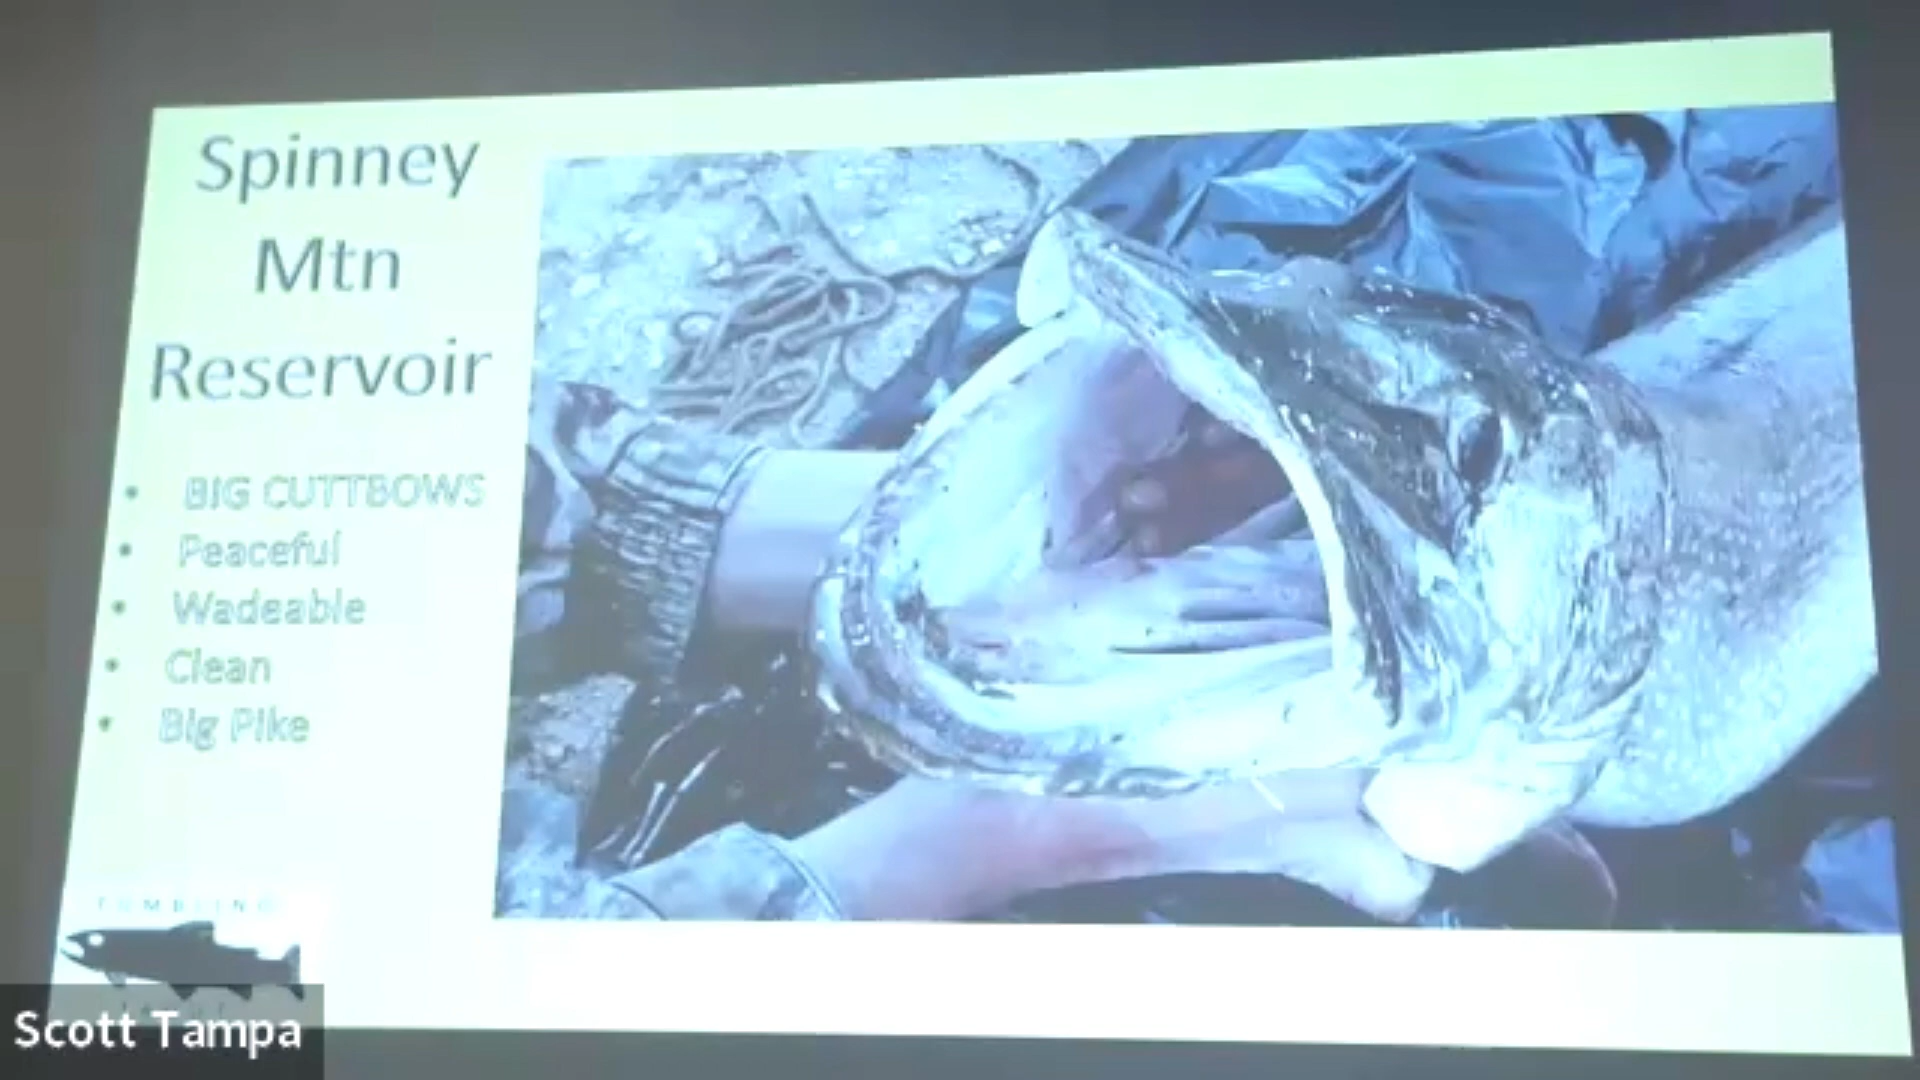 Spinney
Mtn
Reservoir
• BIG CUTTBOWS
• Peaceful
• Wadeable
• Clean
• Big Pike
Scott Tampa